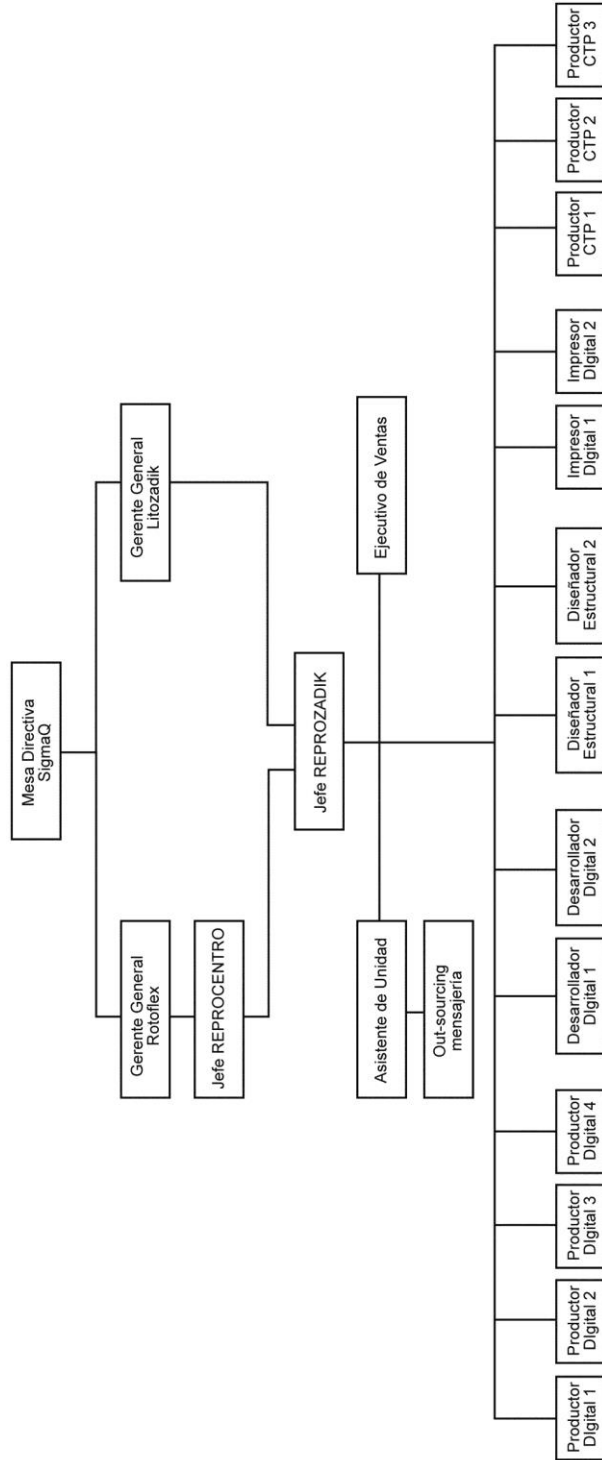 Mesa Directiva
SigmaQ
Gerente General
Rotoflex
Gerente General
Litozadik
Jefe REPROCENTRO
Jefe REPROZADIK
Asistente de Unidad
Ejecutivo de Ventas
Out-sourcing
mensajería
Productor
DIgital 1
Productor
DIgital 2
Productor
DIgital 3
Productor
DIgital 4
Desarrollador
DIgital 1
Desarrollador
DIgital 2
Diseñador
Estructural 1
Diseñador
Estructural 2
Impresor
DIgital 1
Impresor
DIgital 2
Productor
CTP 1
Productor
CTP 2
Productor
CTP 3